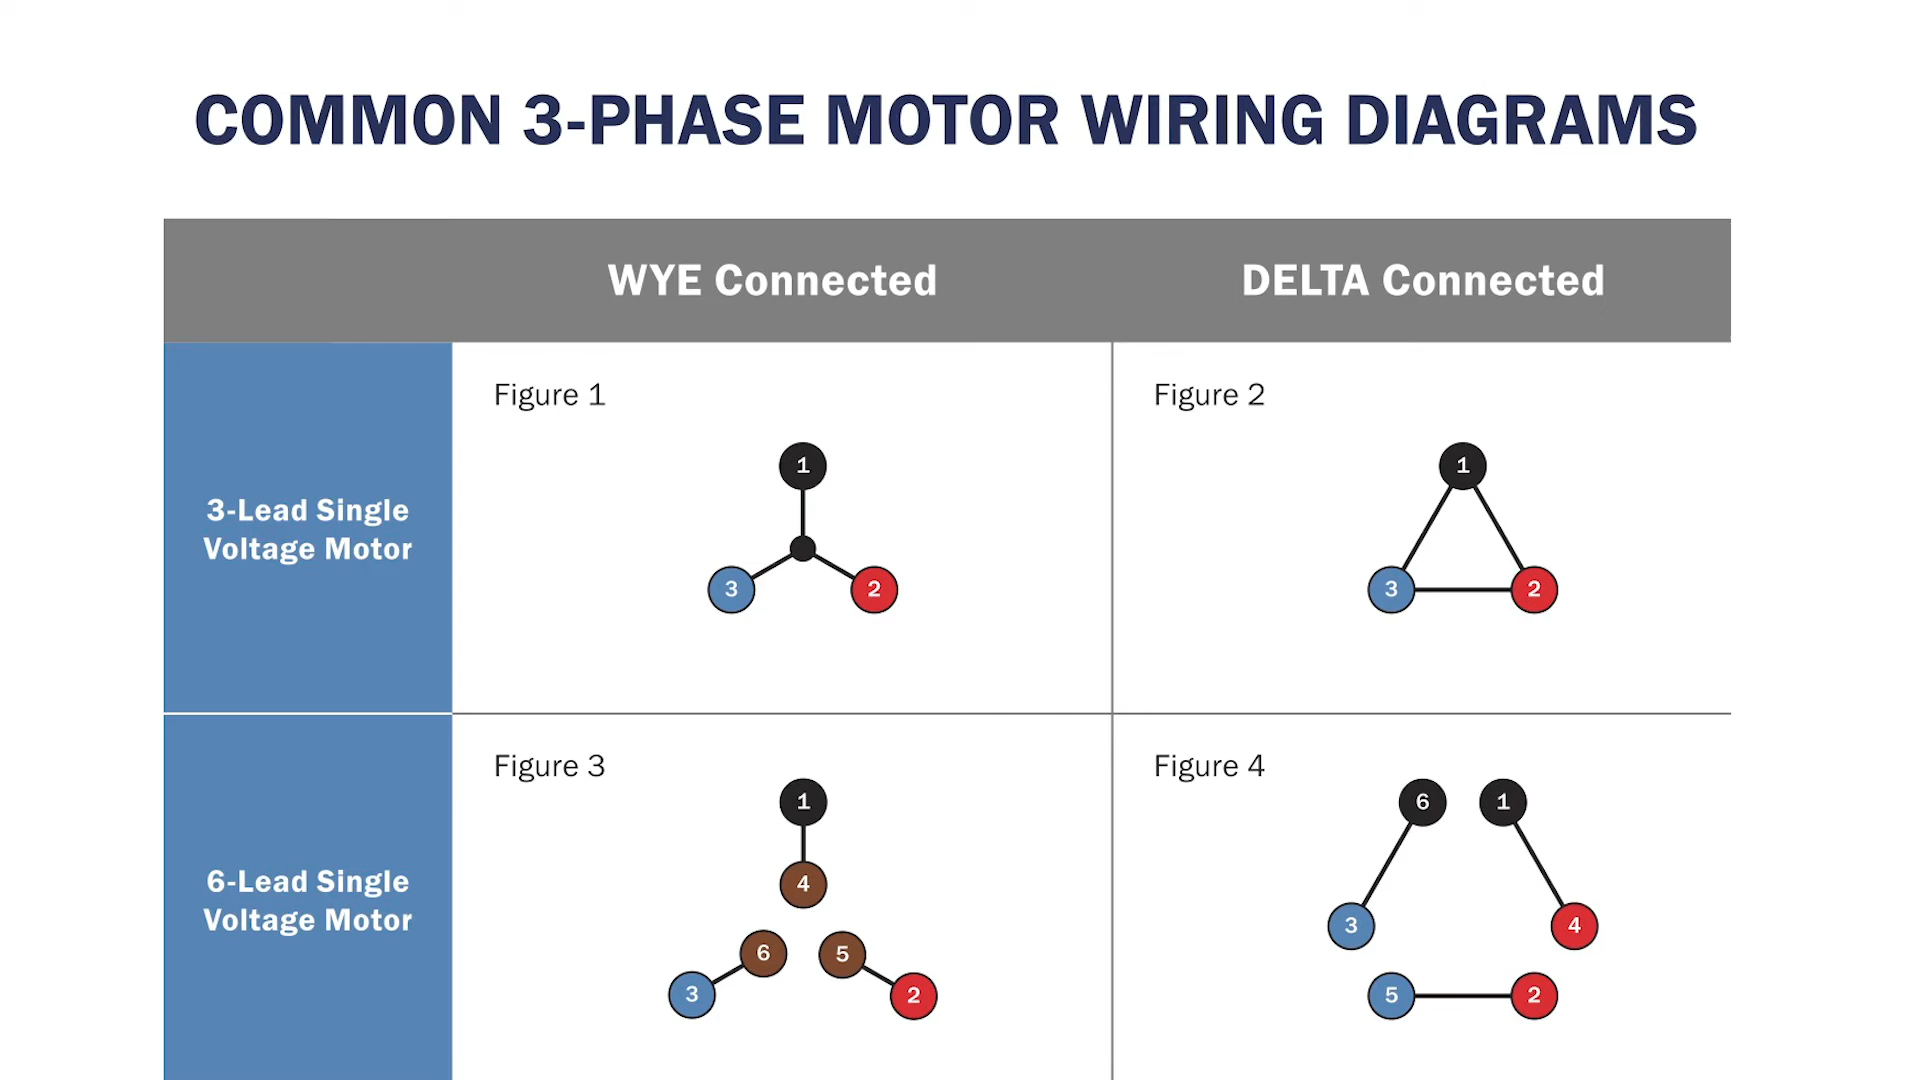 COMMON 3-PHASE MOTOR WIRING DIAGRAMS
WYE Connected
DELTA Connected
3-Lead Single
Voltage Motor
Figure 1
1
3
2
Figure 2
1
3
2
6-Lead Single
Voltage Motor
Figure 3
1
4
6
5
3
2
Figure 4
6
1
3
4
5
2